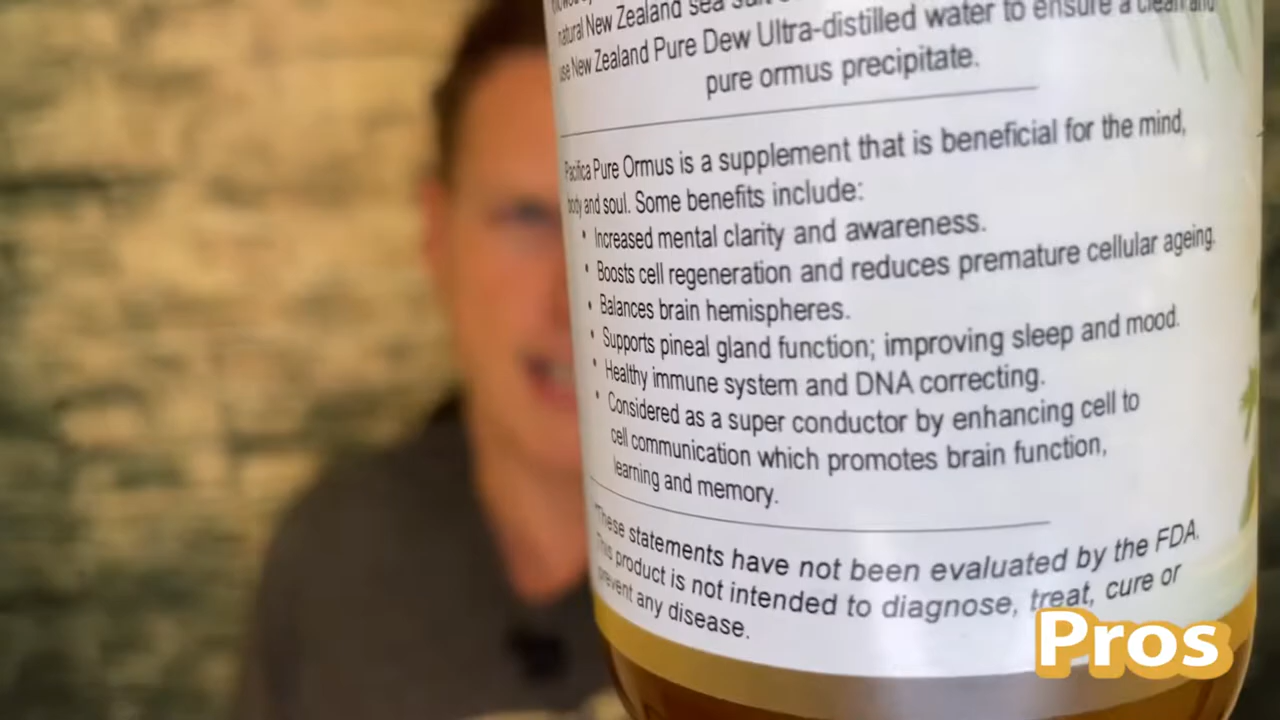 natural New Zealand sea salt
use New Zealand Pure Dew Ultra-distilled water to ensure a clean and
pure ormus precipitate.
Pacifica Pure Ormus is a supplement that is beneficial for the mind,
body and soul. Some benefits include:
• Increased mental clarity and awareness.
• Boosts cell regeneration and reduces premature cellular ageing.
• Balances brain hemispheres.
• Supports pineal gland function; improving sleep and mood.
• Healthy immune system and DNA correcting.
• Considered as a super conductor by enhancing cell to
cell communication which promotes brain function,
learning and memory.
*These statements have not been evaluated by the FDA.
This product is not intended to diagnose, treat, cure or
prevent any disease.
Pros